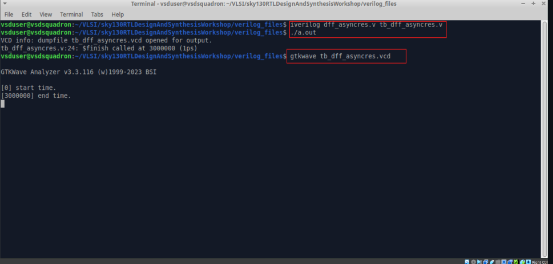 Terminal - vsduser@vsdsquadron:~/VLSI/sky130RTLDesignAndSynthesisWorkshop/verilog_files
File Edit View Terminal Tabs Help
vsduser@vsdsquadron:~/VLSI/sky130RTLDesignAndSynthesisWorkshop/verilog_files$ iverilog dff_asyncres.v tb_dff_asyncres.v
vsduser@vsdsquadron:~/VLSI/sky130RTLDesignAndSynthesisWorkshop/verilog_files$ ./a.out
VCD info: dumpfile tb_dff_asyncres.vcd opened for output.
tb_dff_asyncres.v:24: $finish called at 3000000 (1ps)
vsduser@vsdsquadron:~/VLSI/sky130RTLDesignAndSynthesisWorkshop/verilog_files$ gtkwave tb_dff_asyncres.vcd
GTKWave Analyzer v3.3.116 (w)1999-2023 BSI
[0] start time.
[3000000] end time.